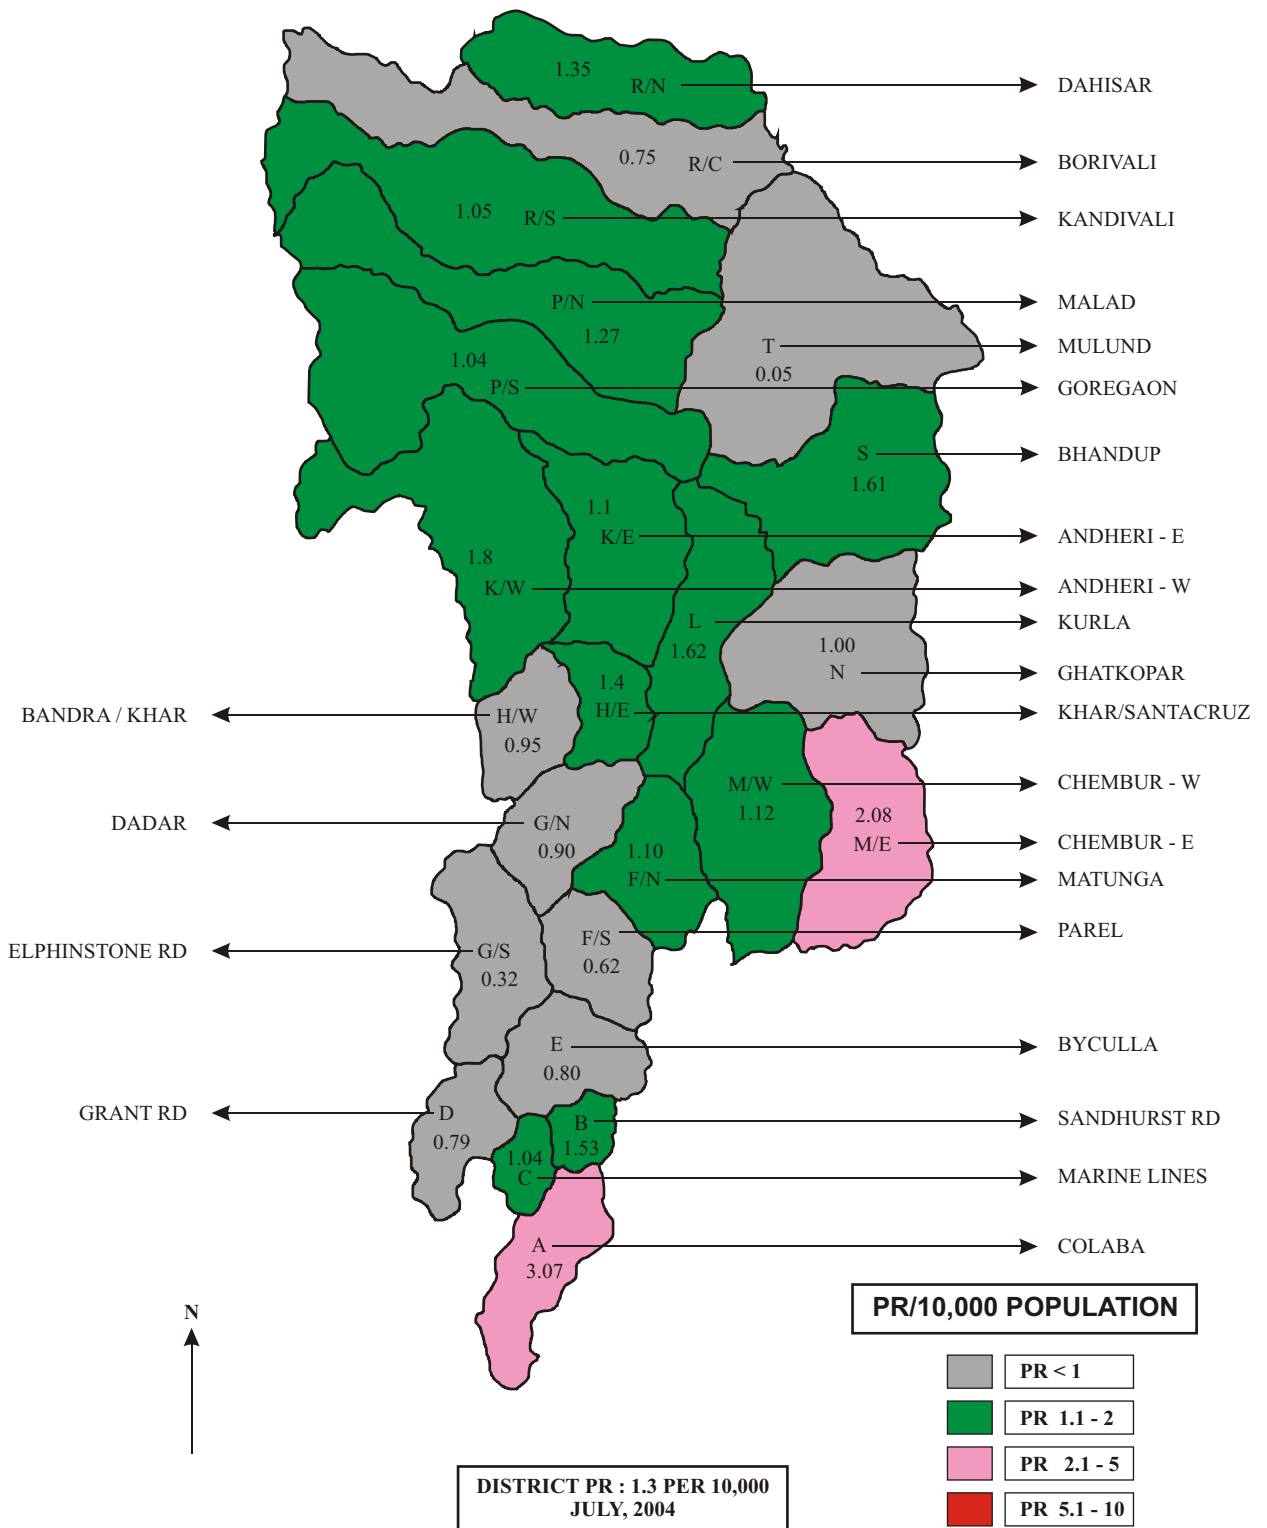 1.35
R/N
DAHISAR
0.75
R/C
BORIVALI
1.05
R/S
KANDIVALI
P/N
MALAD
1.27
T
MULUND
0.05
1.04
P/S
GOREGAON
S
BHANDUP
1.61
1.1
K/E
ANDHERI - E
1.8
K/W
ANDHERI - W
L
KURLA
1.62
1.00
N
GHATKOPAR
1.4
H/E
KHAR/SANTACRUZ
BANDRA / KHAR
H/W
0.95
M/W
CHEMBUR - W
1.12
DADAR
G/N
0.90
2.08
M/E
CHEMBUR - E
1.10
F/N
MATUNGA
F/S
PAREL
0.62
ELPHINSTONE RD
G/S
0.32
E
BYCULLA
0.80
GRANT RD
D
0.79
B
SANDHURST RD
1.53
1.04
C
MARINE LINES
A
COLABA
3.07
N
PR/10,000 POPULATION
PR < 1
PR 1.1 - 2
PR 2.1 - 5
PR 5.1 - 10
DISTRICT PR : 1.3 PER 10,000
JULY, 2004